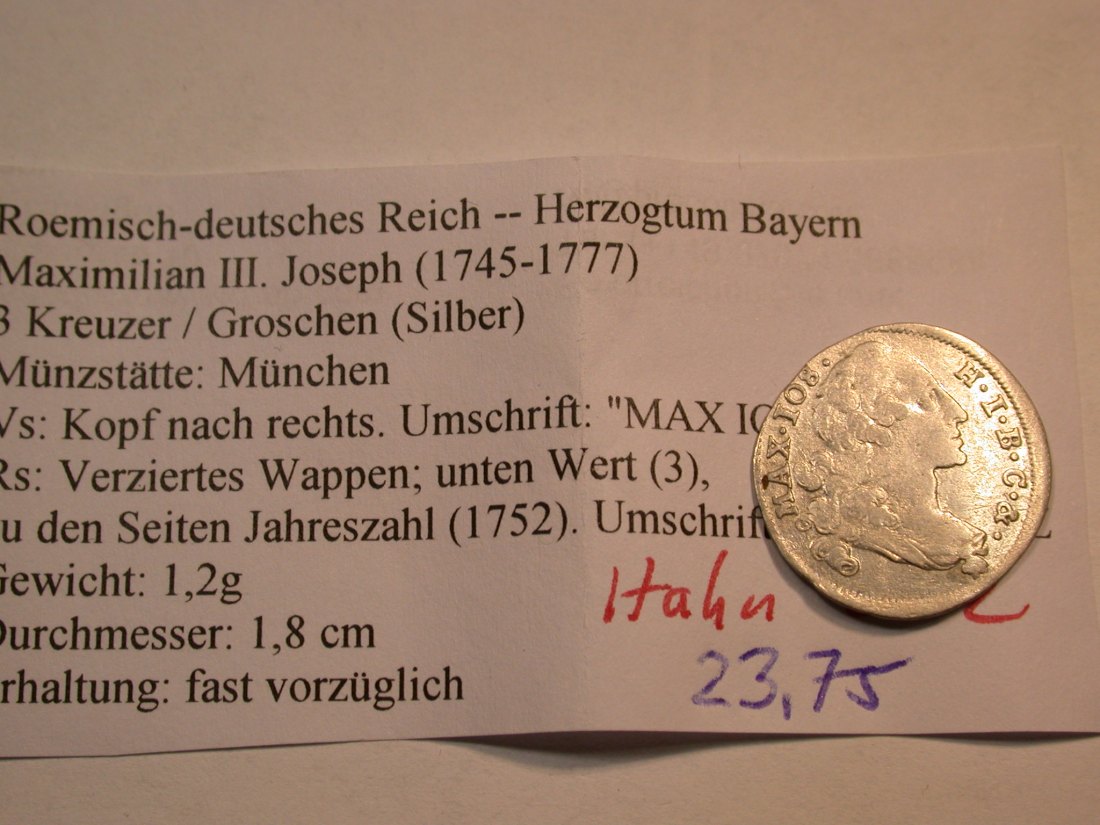 Roemisch-deutsches Reich -- Herzogtum Bayern
Maximilian III. Joseph (1745-1777)
3 Kreuzer / Groschen (Silber)
Münzstätte: München
Vs: Kopf nach rechts. Umschrift: "MAX
Rs: Verziertes Wappen; unten Wert (3),
zu den Seiten Jahreszahl (1752). Umschrift
Gewicht: 1,2g
Durchmesser: 1,8 cm
Erhaltung: fast vorzüglich
Hahn
23,75
MAX·IOS· H·I·B·C·&·